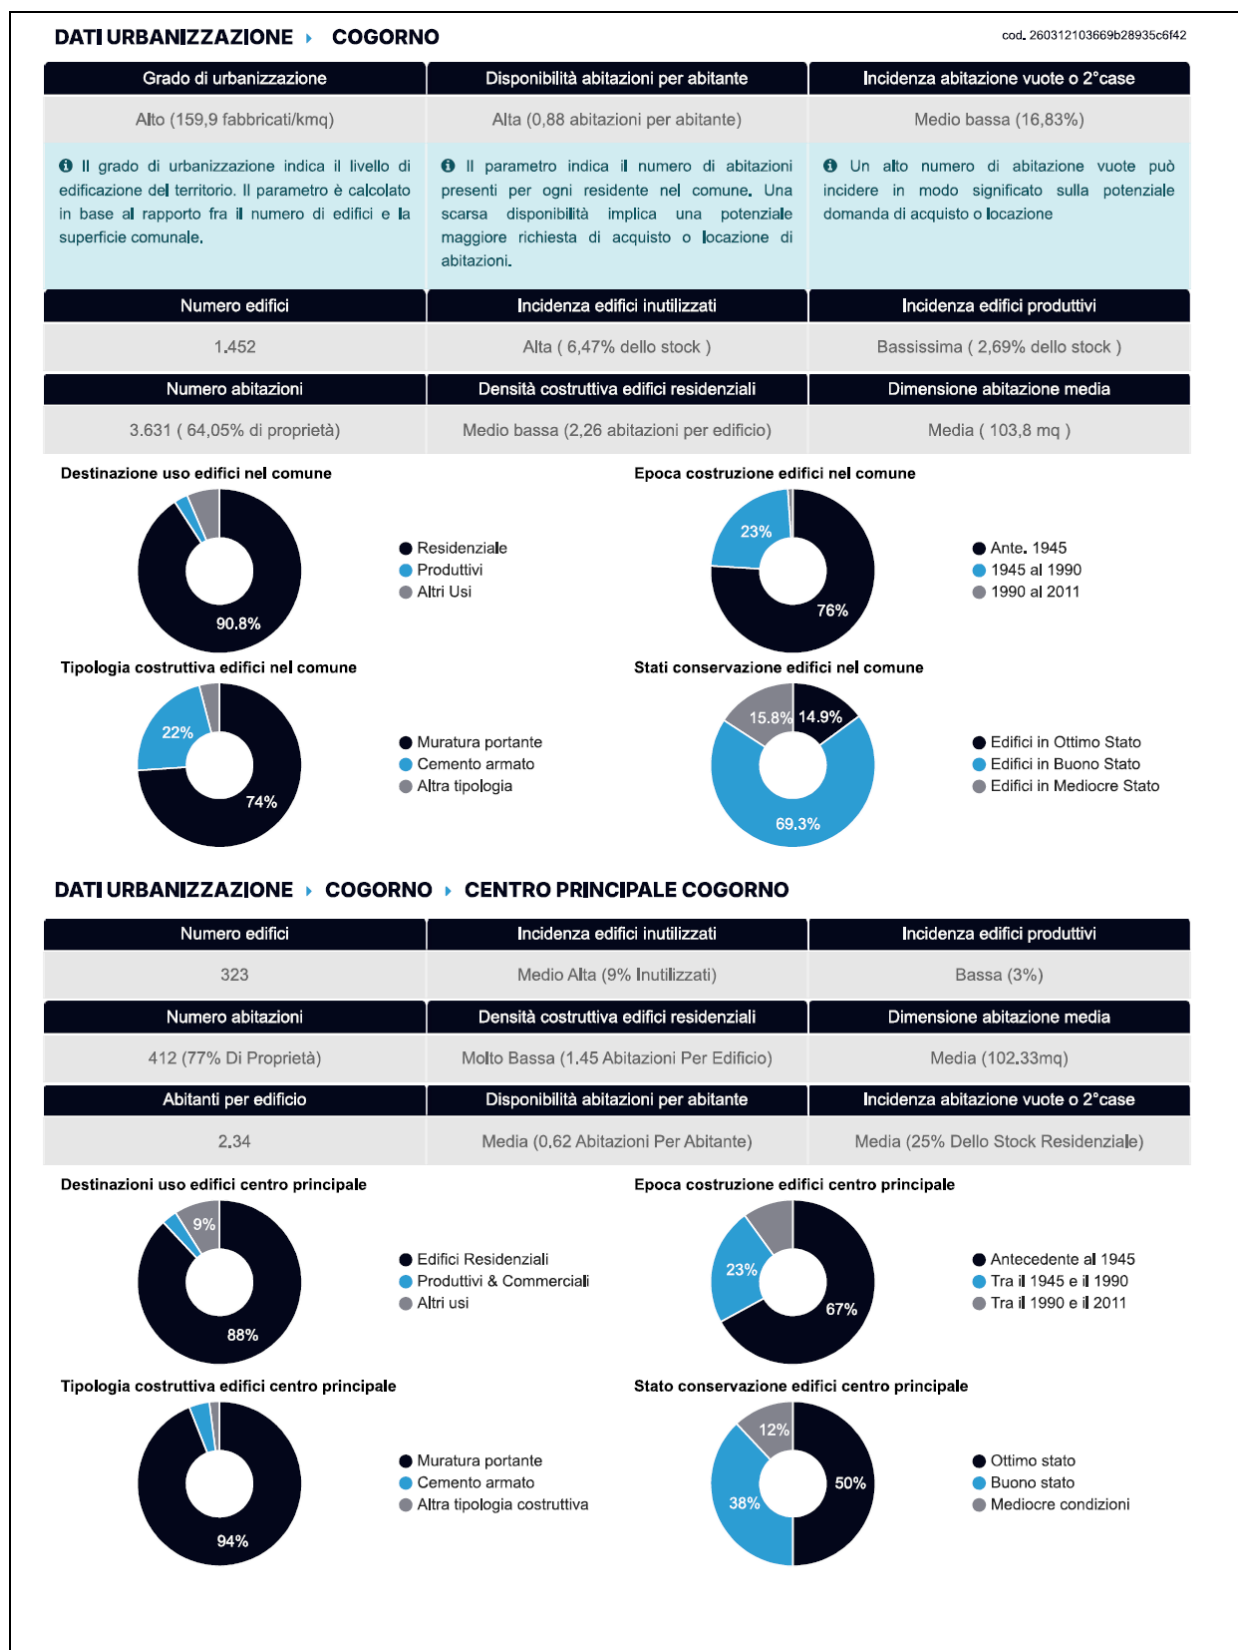 DATI URBANIZZAZIONE COGORNO
cod. 260312103669b28935c6f42
Grado di urbanizzazione
Disponibilità abitazioni per abitante
Incidenza abitazione vuote o 2°case
Alto (159,9 fabbricati/kmq)
Alta (0,88 abitazioni per abitante)
Medio bassa (16,83%)
Il grado di urbanizzazione indica il livello di
edificazione del territorio. Il parametro è calcolato
in base al rapporto fra il numero di edifici e la
superficie comunale.
Il parametro indica il numero di abitazioni
presenti per ogni residente nel comune. Una
scarsa disponibilità implica una potenziale
maggiore richiesta di acquisto o locazione di
abitazioni.
Un alto numero di abitazione vuote può
incidere in modo significato sulla potenziale
domanda di acquisto o locazione
Numero edifici
Incidenza edifici inutilizzati
Incidenza edifici produttivi
1.452
Alta ( 6,47% dello stock )
Bassissima ( 2,69% dello stock )
Numero abitazioni
Densità costruttiva edifici residenziali
Dimensione abitazione media
3.631 ( 64,05% di proprietà)
Medio bassa (2,26 abitazioni per edificio)
Media ( 103,8 mq )
Destinazione uso edifici nel comune
90.8%
Residenziale
Produttivi
Altri Usi
Epoca costruzione edifici nel comune
23%
76%
Ante. 1945
1945 al 1990
1990 al 2011
Tipologia costruttiva edifici nel comune
22%
74%
Muratura portante
Cemento armato
Altra tipologia
Stati conservazione edifici nel comune
15.8%
14.9%
69.3%
Edifici in Ottimo Stato
Edifici in Buono Stato
Edifici in Mediocre Stato
DATI URBANIZZAZIONE COGORNO CENTRO PRINCIPALE COGORNO
Numero edifici
Incidenza edifici inutilizzati
Incidenza edifici produttivi
323
Medio Alta (9% Inutilizzati)
Bassa (3%)
Numero abitazioni
Densità costruttiva edifici residenziali
Dimensione abitazione media
412 (77% Di Proprietà)
Molto Bassa (1.45 Abitazioni Per Edificio)
Media (102.33mq)
Abitanti per edificio
Disponibilità abitazioni per abitante
Incidenza abitazione vuote o 2°case
2.34
Media (0,62 Abitazioni Per Abitante)
Media (25% Dello Stock Residenziale)
Destinazioni uso edifici centro principale
9%
88%
Edifici Residenziali
Produttivi & Commerciali
Altri usi
Epoca costruzione edifici centro principale
23%
67%
Antecedente al 1945
Tra il 1945 e il 1990
Tra il 1990 e il 2011
Tipologia costruttiva edifici centro principale
94%
Muratura portante
Cemento armato
Altra tipologia costruttiva
Stato conservazione edifici centro principale
12%
50%
38%
Ottimo stato
Buono stato
Mediocre condizioni